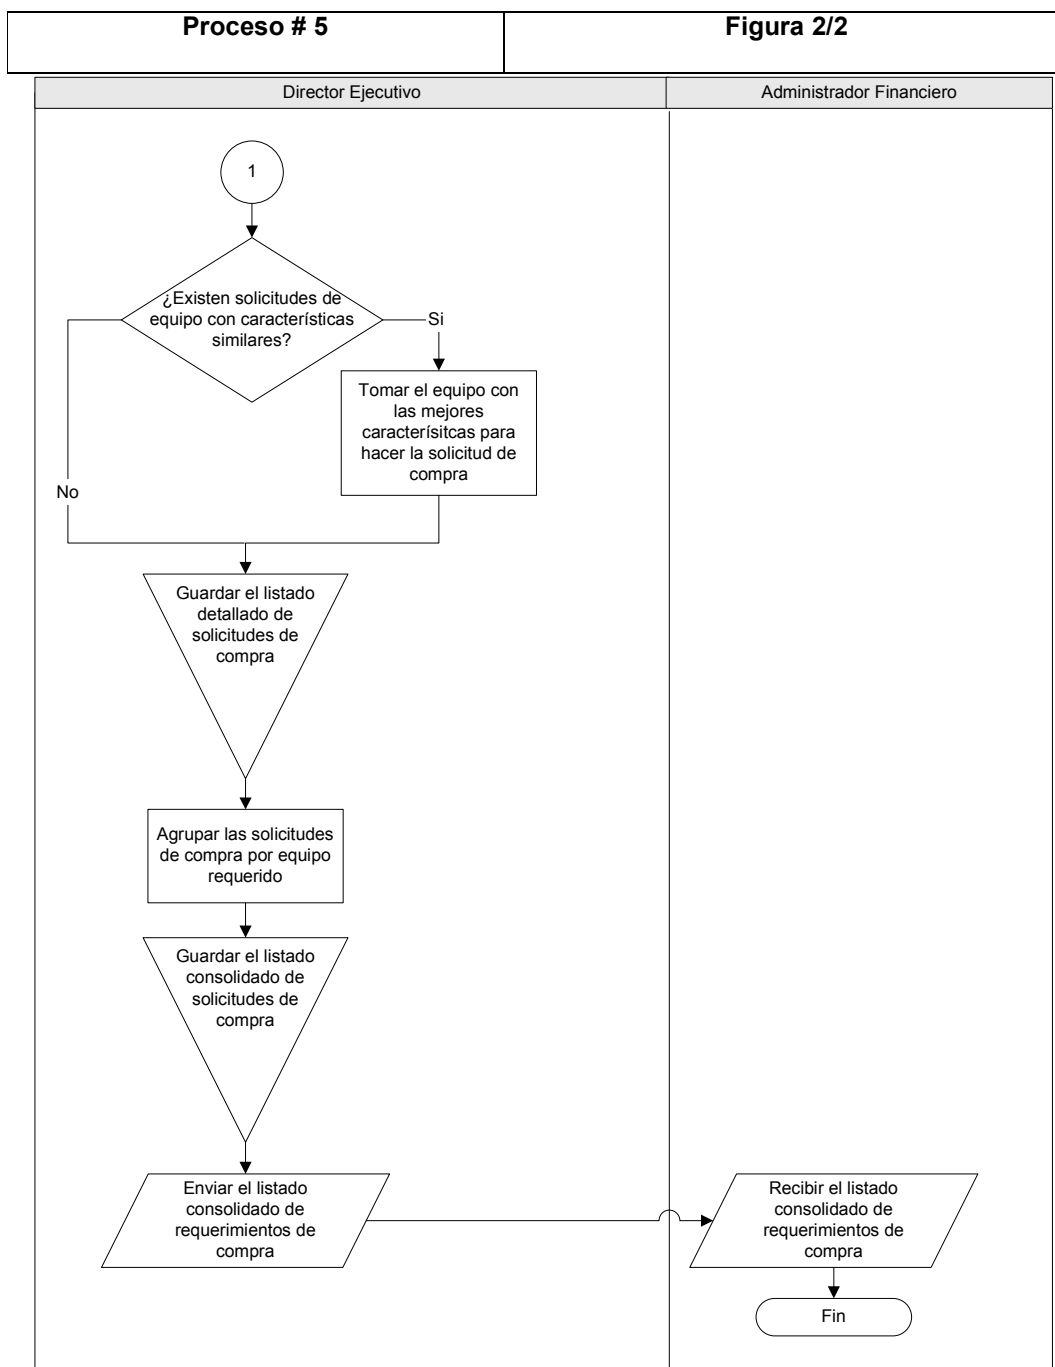 Proceso # 5
Figura 2/2
Director Ejecutivo
Administrador Financiero
1
¿Existen solicitudes de
equipo con características
similares?
Si
Tomar el equipo con
las mejores
caracterísitcas para
hacer la solicitud de
compra
No
Guardar el listado
detallado de
solicitudes de
compra
Agrupar las solicitudes
de compra por equipo
requerido
Guardar el listado
consolidado de
solicitudes de
compra
Enviar el listado
consolidado de
requerimientos de
compra
Recibir el listado
consolidado de
requerimientos de
compra
Fin